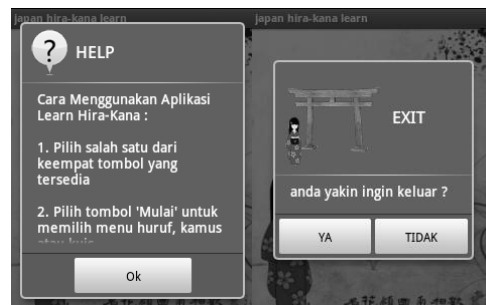 japan hira-kana learn
HELP
Cara Menggunakan Aplikasi
Learn Hira-Kana :
1. Pilih salah satu dari
keempat tombol yang
tersedia
2. Pilih tombol 'Mulai' untuk
memilih menu huruf, kamus
atau kuis
Ok
japan hira-kana learn
EXIT
anda yakin ingin keluar ?
YA
TIDAK